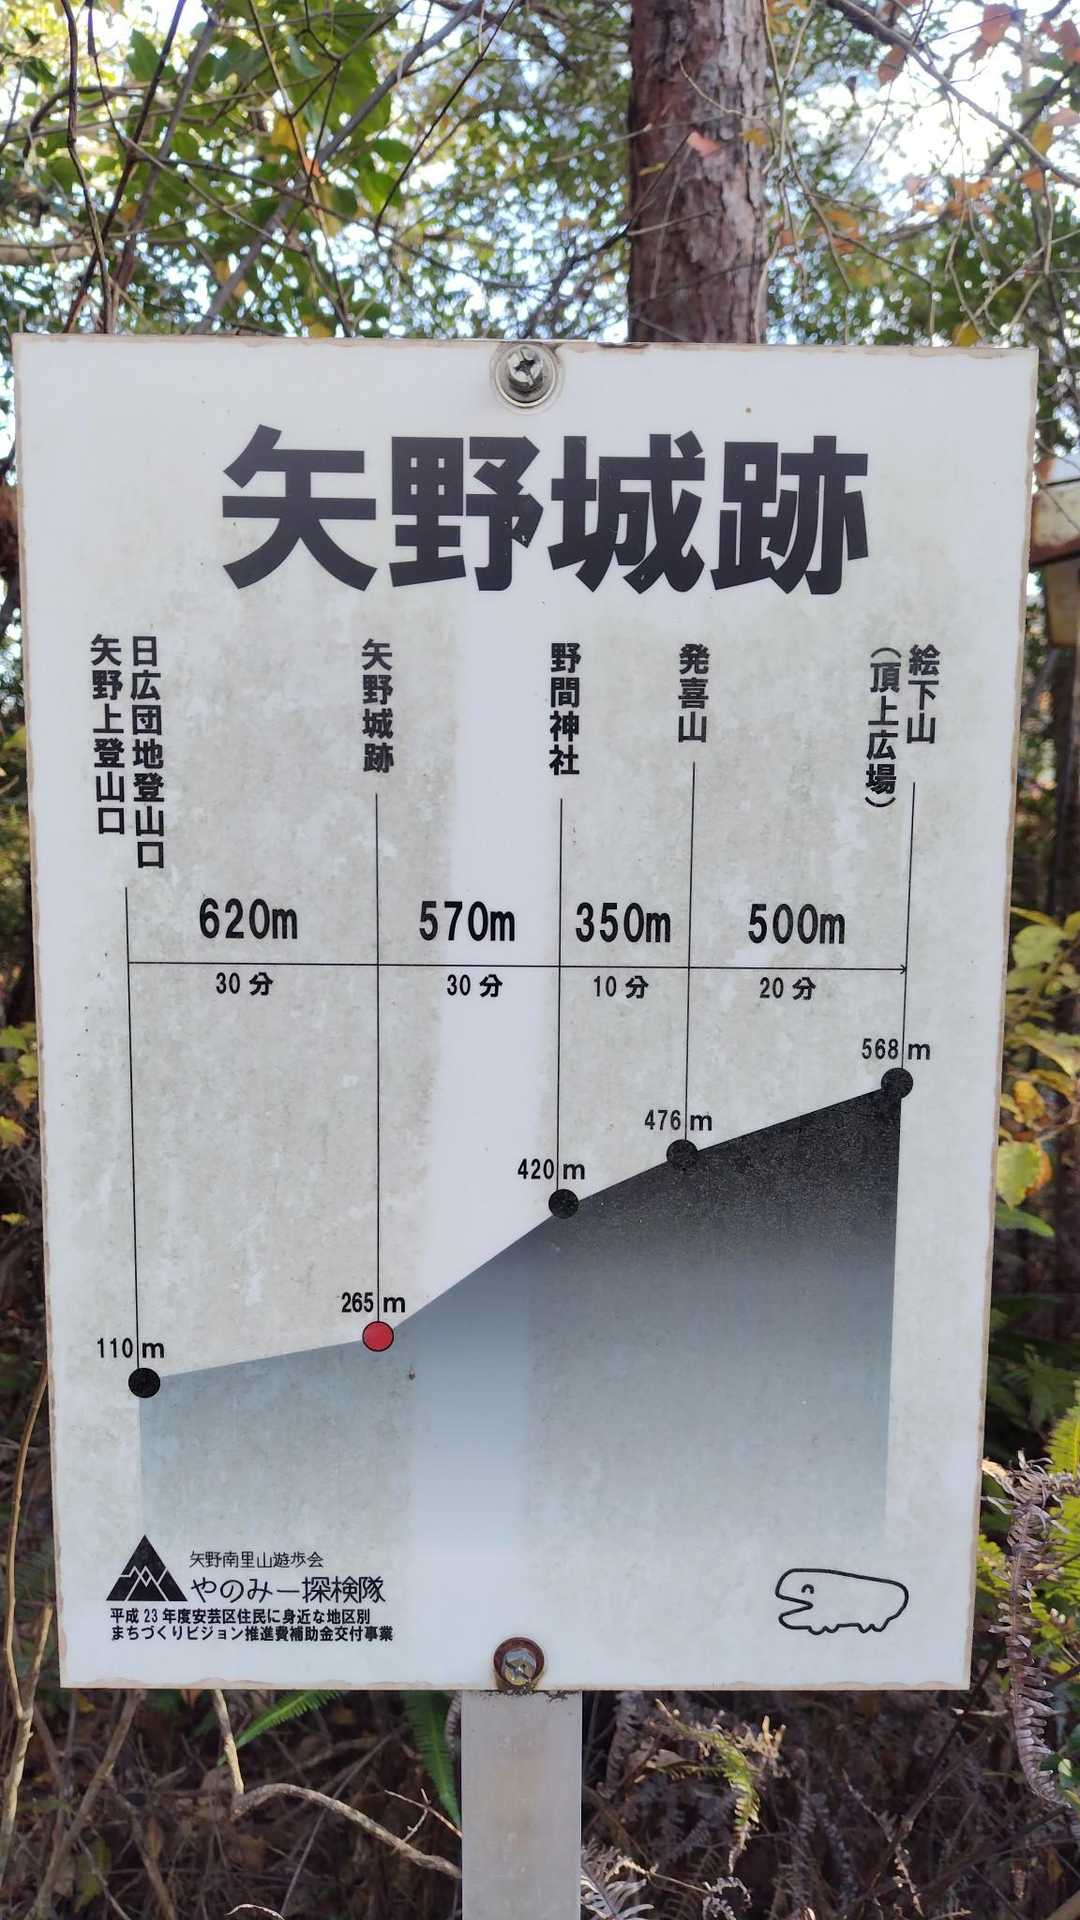 矢野城跡
日広団地登山口
矢野上登山口
矢野城跡
野間神社
発喜山
絵下山
（頂上広場）
620m
570m
350m
500m
30分
30分
10分
20分
568m
476m
420m
265m
110m
矢野南里山遊歩会
やのみー探検隊
平成23年度安芸区住民に身近な地区別
まちづくりビジョン推進費補助金交付事業